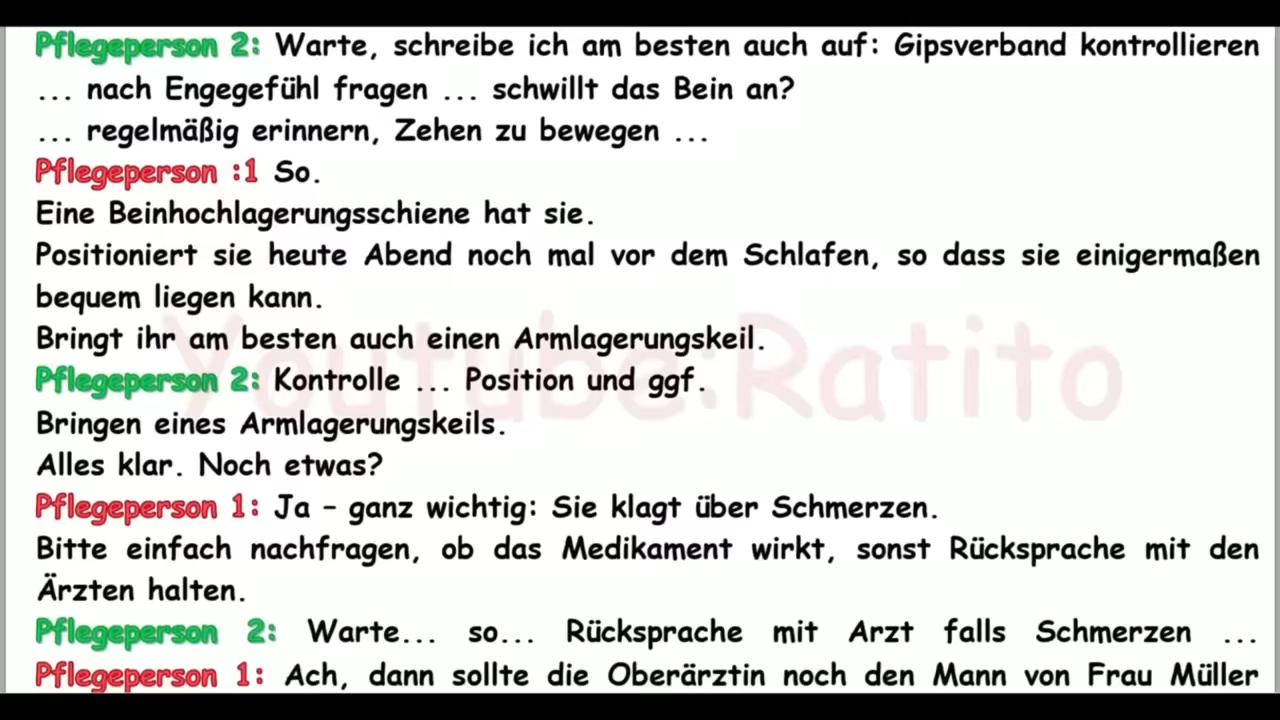 Pflegeperson 2: Warte, schreibe ich am besten auch auf: Gipsverband kontrollieren
... nach Engegefühl fragen ... schwillt das Bein an?
... regelmäßig erinnern, Zehen zu bewegen ...
Pflegeperson :1 So.
Eine Beinhochlagerungsschiene hat sie.
Positioniert sie heute Abend noch mal vor dem Schlafen, so dass sie einigermaßen
bequem liegen kann.
Bringt ihr am besten auch einen Armlagerungskeil.
Youtube:Ratito
Pflegeperson 2: Kontrolle ... Position und ggf.
Bringen eines Armlagerungskeils.
Alles klar. Noch etwas?
Pflegeperson 1: Ja – ganz wichtig: Sie klagt über Schmerzen.
Bitte einfach nachfragen, ob das Medikament wirkt, sonst Rücksprache mit den
Ärzten halten.
Pflegeperson 2: Warte... so... Rücksprache mit Arzt falls Schmerzen ...
Pflegeperson 1: Ach, dann sollte die Oberärztin noch den Mann von Frau Müller